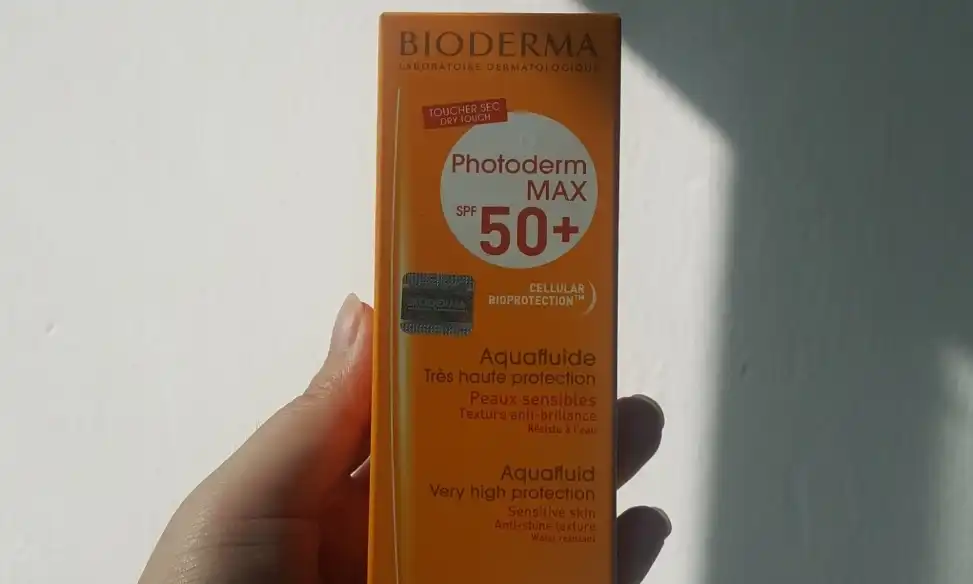 BIODERMA
LABORATOIRE DERMATOLOGIQUE
TOUCHER SEC
DRY TOUCH
Photoderm
MAX
SPF 50+
BIODERMA
CELLULAR
BIOPROTECTION™
Aquafluide
Très haute protection
Peaux sensibles
Texture anti-brillance
Résiste à l'eau
Aquafluid
Very high protection
Sensitive skin
Anti-shine texture
Water resistant